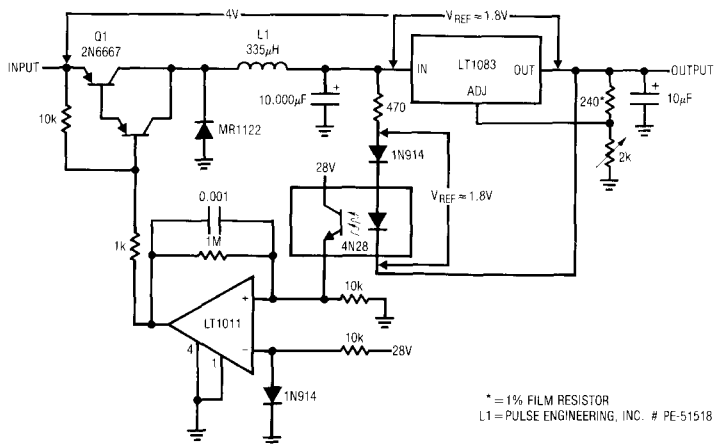 4V
V_REF ≈ 1.8V
Q1
2N6667
L1
335μH
INPUT
IN
LT1083
OUT
ADJ
OUTPUT
10k
10.000μF
+
470
240*
+
10μF
MR1122
1N914
2k
28V
V_REF ≈ 1.8V
0.001
1M
4N28
1k
+
10k
LT1011
−
10k
28V
4
1
1N914
* = 1% FILM RESISTOR
L1 = PULSE ENGINEERING, INC. # PE-51518